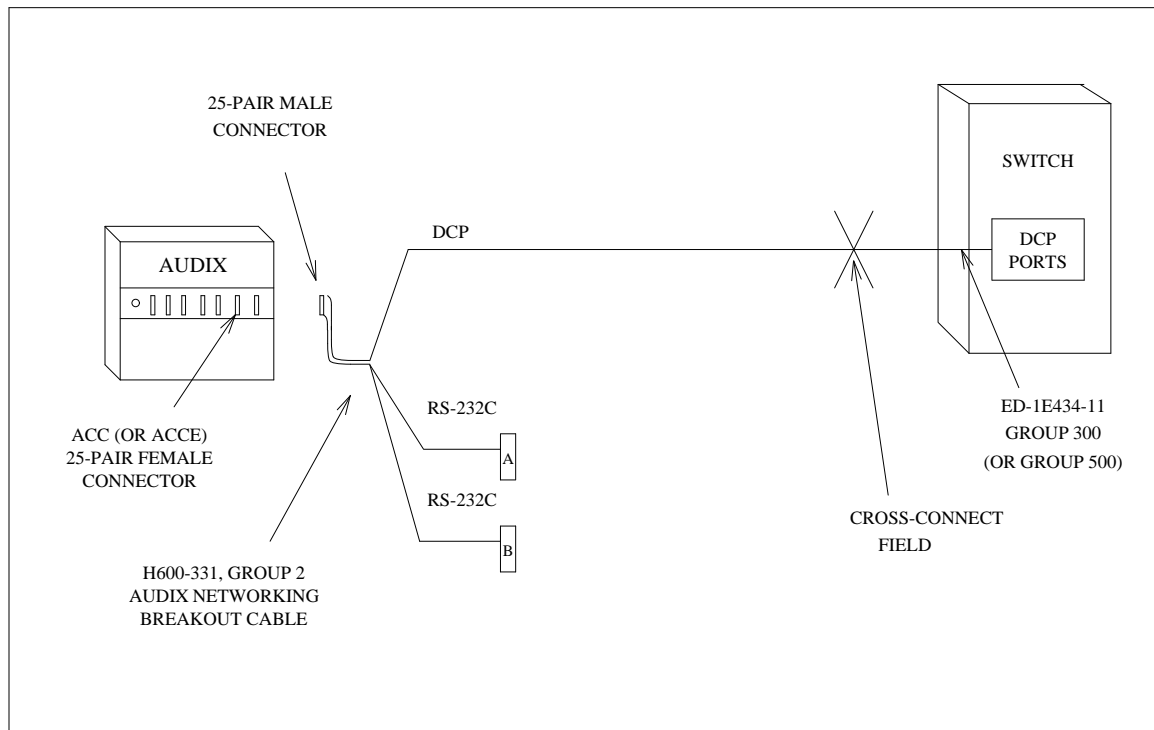 25-PAIR MALE
CONNECTOR
SWITCH
DCP
DCP
PORTS
AUDIX
ACC (OR ACCE)
25-PAIR FEMALE
CONNECTOR
RS-232C
A
RS-232C
B
ED-1E434-11
GROUP 300
(OR GROUP 500)
CROSS-CONNECT
FIELD
H600-331, GROUP 2
AUDIX NETWORKING
BREAKOUT CABLE